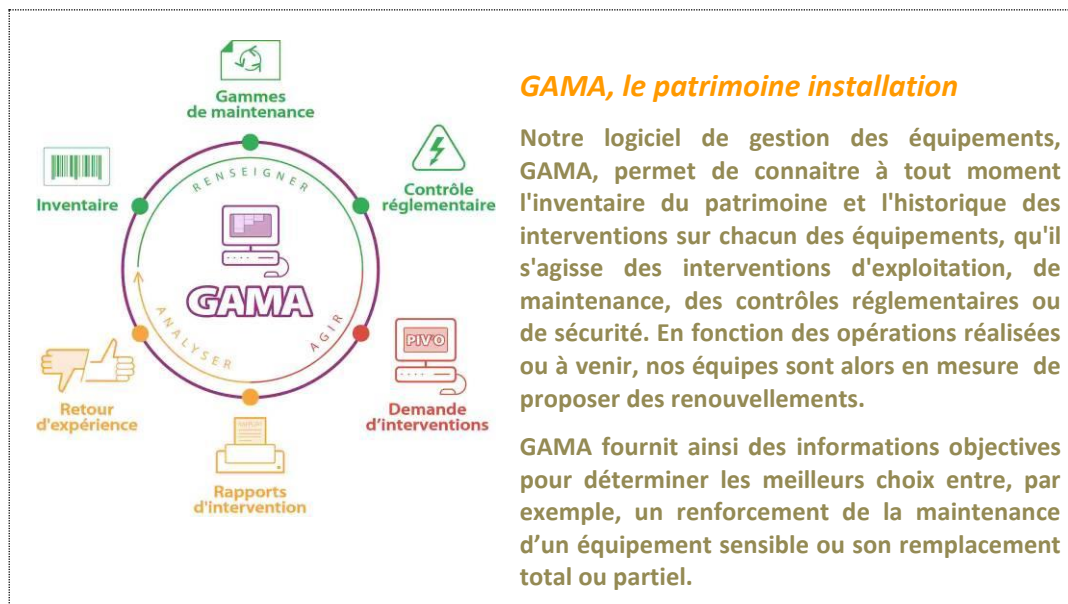 Gammes
de maintenance
Inventaire
Contrôle
réglementaire
RENSEIGNER
GAMA
ANALYSER
AGIR
PIV'O
Retour
d'expérience
Demande
d'interventions
Rapports
d'intervention
GAMA, le patrimoine installation
Notre logiciel de gestion des équipements,
GAMA, permet de connaitre à tout moment
l'inventaire du patrimoine et l'historique des
interventions sur chacun des équipements, qu'il
s'agisse des interventions d'exploitation, de
maintenance, des contrôles réglementaires ou
de sécurité. En fonction des opérations réalisées
ou à venir, nos équipes sont alors en mesure de
proposer des renouvellements.
GAMA fournit ainsi des informations objectives
pour déterminer les meilleurs choix entre, par
exemple, un renforcement de la maintenance
d'un équipement sensible ou son remplacement
total ou partiel.